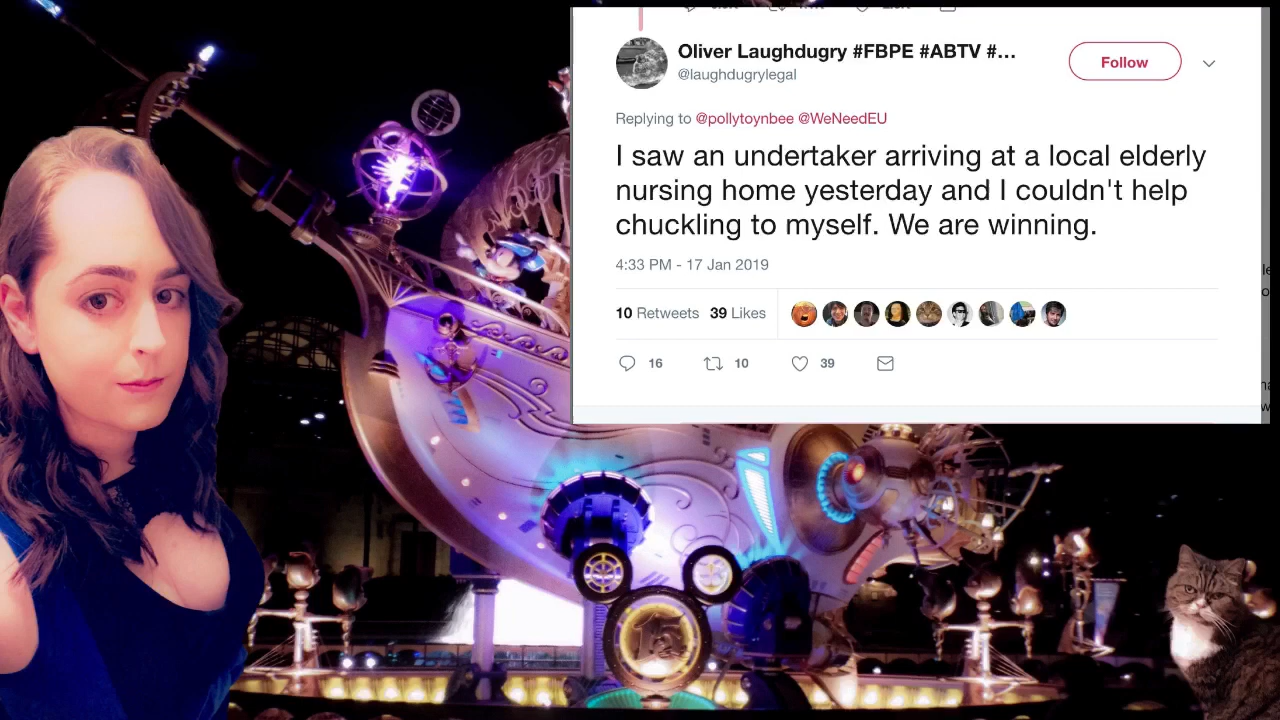 Oliver Laughdugry #FBPE #ABTV #...
@laughdugrylegal
Follow
Replying to @pollytoynbee @WeNeedEU
I saw an undertaker arriving at a local elderly
nursing home yesterday and I couldn't help
chuckling to myself. We are winning.
4:33 PM - 17 Jan 2019
10 Retweets 39 Likes
16 10 39
15